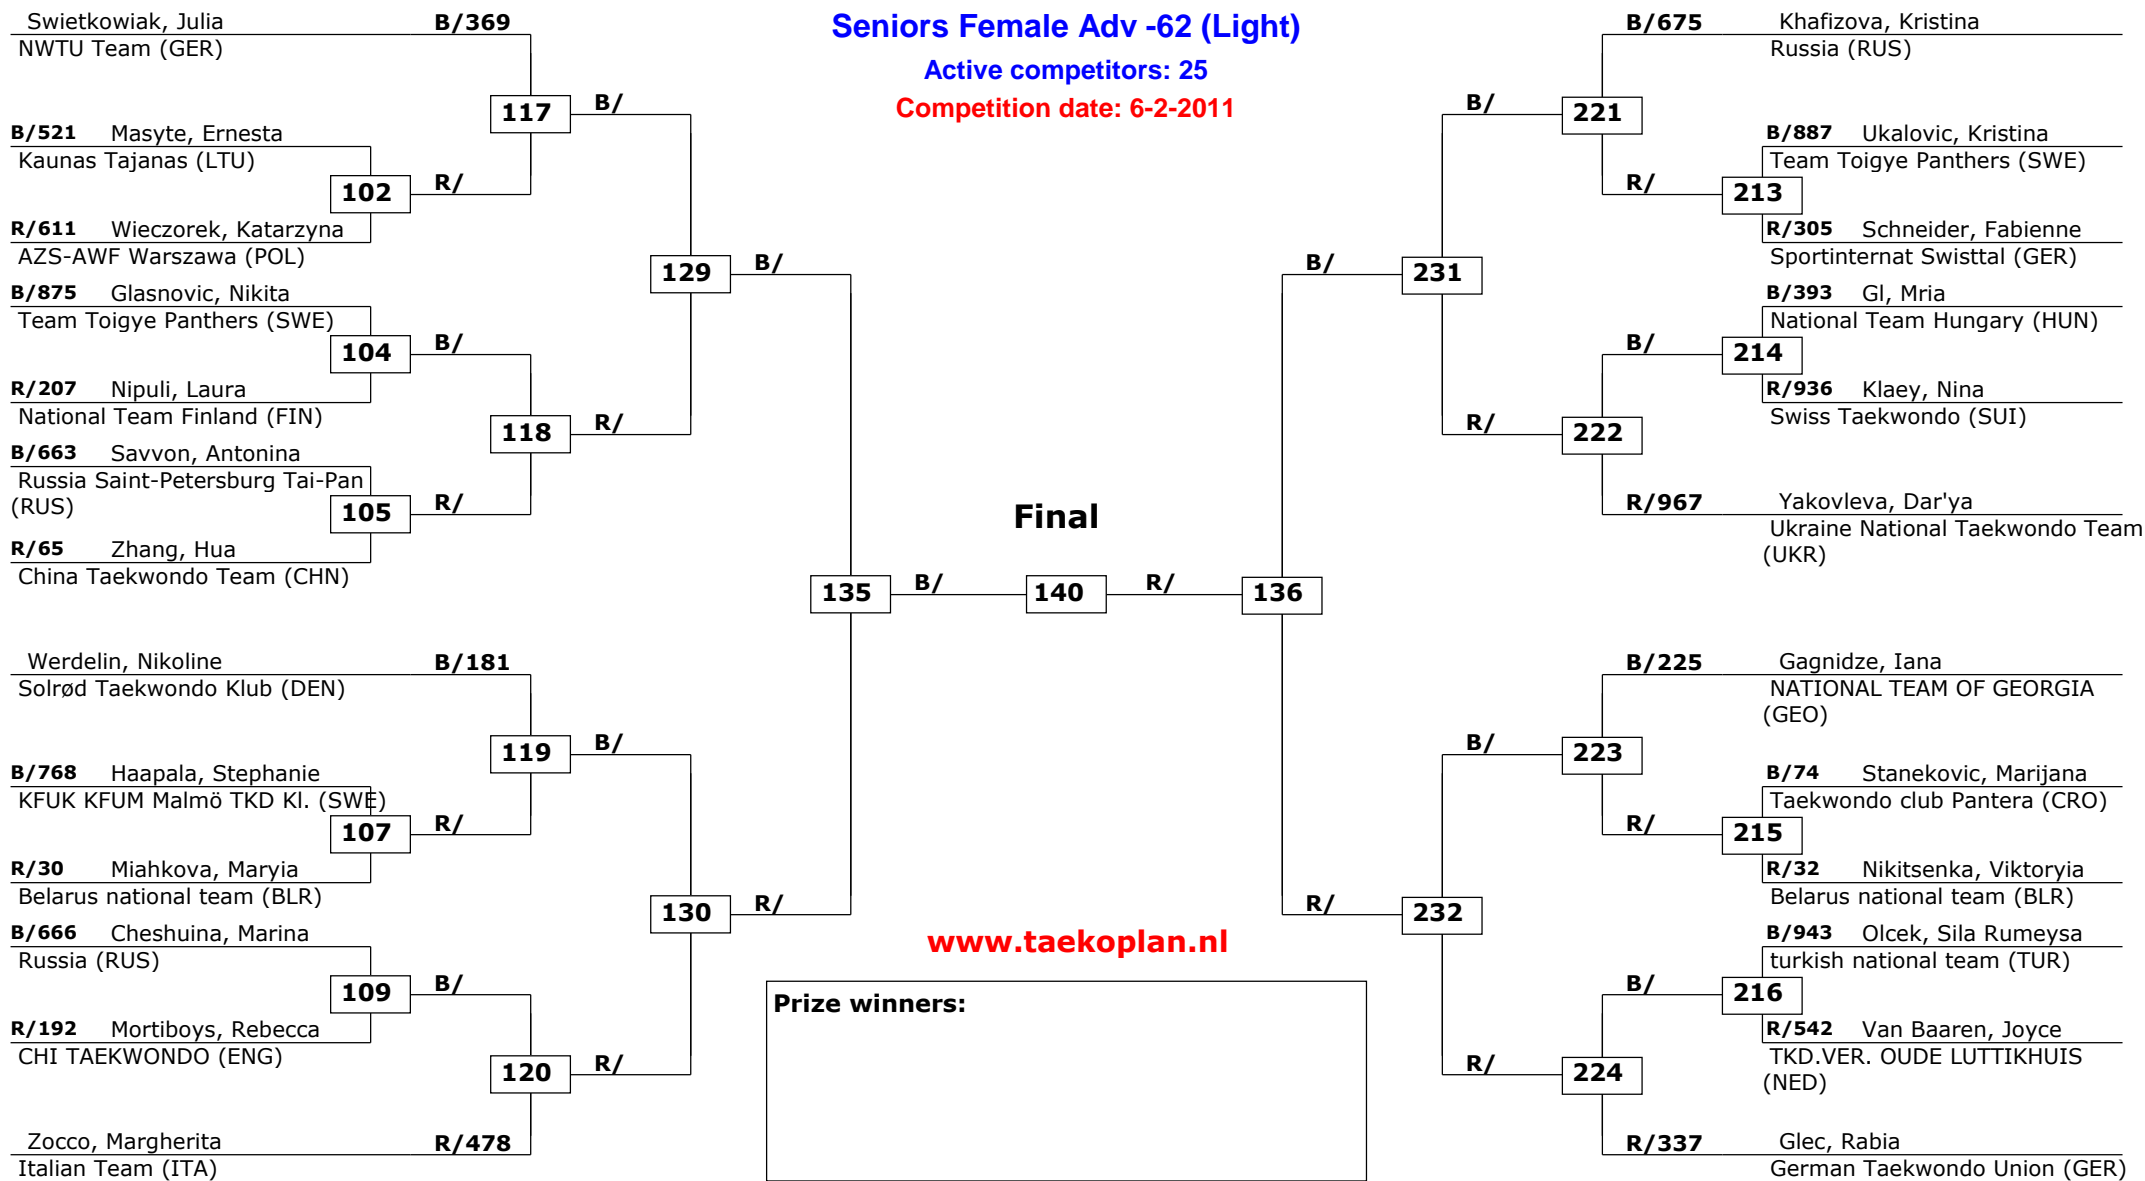 Seniors Female Adv -62 (Light)
Active competitors: 25
Competition date: 6-2-2011
Swietkowiak, Julia B/369
NWTU Team (GER)
117 B/
B/521 Masyte, Ernesta
Kaunas Tajanas (LTU)
102 R/
R/611 Wieczorek, Katarzyna
AZS-AWF Warszawa (POL)
129 B/
B/875 Glasnovic, Nikita
Team Toigye Panthers (SWE)
104 B/
R/207 Nipuli, Laura
National Team Finland (FIN)
118 R/
B/663 Savvon, Antonina
Russia Saint-Petersburg Tai-Pan
(RUS)
105 R/
R/65 Zhang, Hua
China Taekwondo Team (CHN)
135 B/
Werdelin, Nikoline B/181
Solrød Taekwondo Klub (DEN)
119 B/
B/768 Haapala, Stephanie
KFUK KFUM Malmö TKD Kl. (SWE)
107 R/
R/30 Miahkova, Maryia
Belarus national team (BLR)
130 R/
B/666 Cheshuina, Marina
Russia (RUS)
109 B/
R/192 Mortiboys, Rebecca
CHI TAEKWONDO (ENG)
120 R/
Zocco, Margherita R/478
Italian Team (ITA)
Final
140
R/ 136
B/675 Khafizova, Kristina
Russia (RUS)
B/ 221
B/887 Ukalovic, Kristina
Team Toigye Panthers (SWE)
R/ 213
R/305 Schneider, Fabienne
Sportinternat Swisttal (GER)
B/ 231
B/393 Gl, Mria
National Team Hungary (HUN)
B/ 214
R/936 Klaey, Nina
Swiss Taekwondo (SUI)
R/ 222
R/967 Yakovleva, Dar'ya
Ukraine National Taekwondo Team
(UKR)
B/225 Gagnidze, Iana
NATIONAL TEAM OF GEORGIA
(GEO)
B/ 223
B/74 Stanekovic, Marijana
Taekwondo club Pantera (CRO)
R/ 215
R/32 Nikitsenka, Viktoryia
Belarus national team (BLR)
R/ 232
B/943 Olcek, Sila Rumeysa
turkish national team (TUR)
B/ 216
R/542 Van Baaren, Joyce
TKD.VER. OUDE LUTTIKHUIS
(NED)
R/ 224
R/337 Glec, Rabia
German Taekwondo Union (GER)
www.taekoplan.nl
Prize winners: